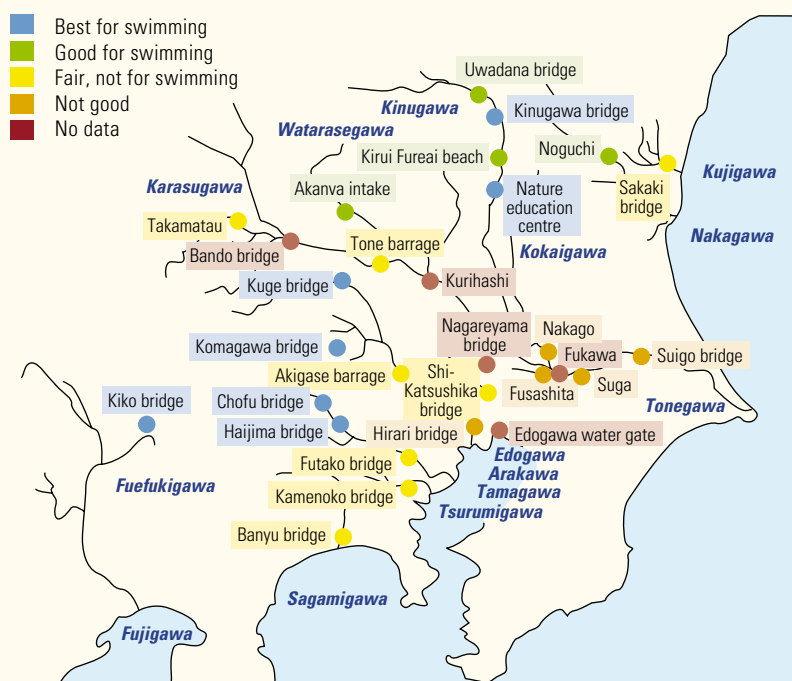 Best for swimming
Good for swimming
Fair, not for swimming
Not good
No data
Uwadana bridge
Kinugawa
Kinugawa bridge
Watarasegawa
Kirui Fureai beach
Noguchi
Kujigawa
Karasugawa
Akanva intake
Nature
education
centre
Sakaki
bridge
Takamatau
Tone barrage
Nakagawa
Bando bridge
Kokaigawa
Kuge bridge
Kurihashi
Nagareyama
bridge
Nakago
Komagawa bridge
Fukawa
Suigo bridge
Akigase barrage
Shi-
Katsushika
bridge
Fusashita
Suga
Kiko bridge
Chofu bridge
Tonegawa
Haijima bridge
Hirari bridge
Edogawa water gate
Edogawa
Arakawa
Tamagawa
Tsurumigawa
Futako bridge
Fuefukigawa
Kamenoko bridge
Banyu bridge
Sagamigawa
Fujigawa